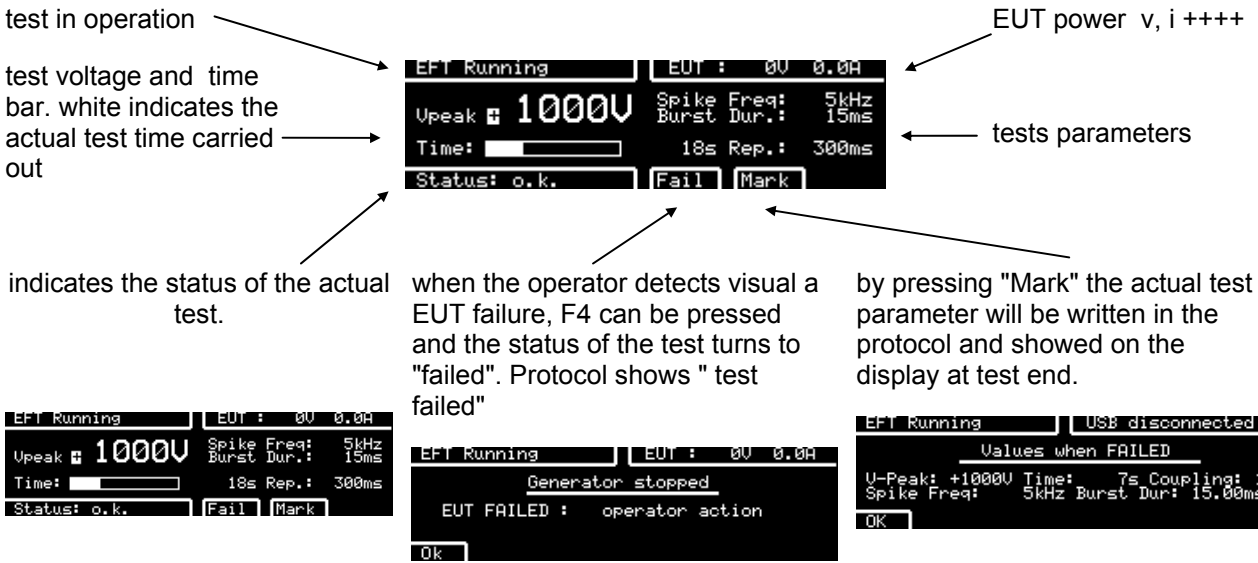 test in operation
EUT power v, i ++++
test voltage and time
bar. white indicates the
actual test time carried
out
EFT Running EUT : 0V 0.0A
Vpeak + 1000V Spike Freq: 5kHz
Burst Dur.: 15ms
Time: 18s Rep.: 300ms
Status: o.k. Fail Mark
tests parameters
indicates the status of the actual
test.
when the operator detects visual a
EUT failure, F4 can be pressed
and the status of the test turns to
"failed". Protocol shows " test
failed"
by pressing "Mark" the actual test
parameter will be written in the
protocol and showed on the
display at test end.
EFT Running EUT : 0V 0.0A
Vpeak + 1000V Spike Freq: 5kHz
Burst Dur.: 15ms
Time: 18s Rep.: 300ms
Status: o.k. Fail Mark
EFT Running EUT : 0V 0.0A
Generator stopped
EUT FAILED : operator action
Ok
EFT Running USB disconnected
Values when FAILED
V-Peak: +1000V Time: 7s Coupling:
Spike Freq: 5kHz Burst Dur: 15.00ms
OK